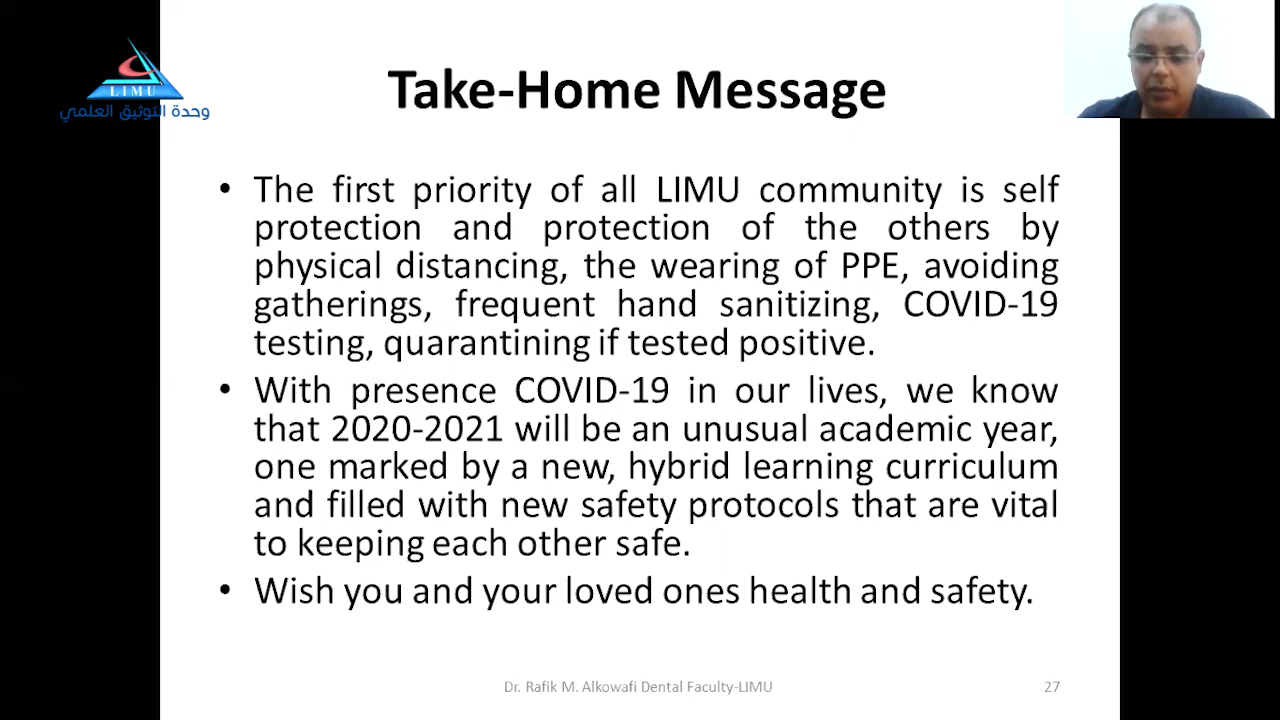 LIMU
وحدة التوثيق العلمي
Take-Home Message
• The first priority of all LIMU community is self
protection and protection of the others by
physical distancing, the wearing of PPE, avoiding
gatherings, frequent hand sanitizing, COVID-19
testing, quarantining if tested positive.
• With presence COVID-19 in our lives, we know
that 2020-2021 will be an unusual academic year,
one marked by a new, hybrid learning curriculum
and filled with new safety protocols that are vital
to keeping each other safe.
• Wish you and your loved ones health and safety.
Dr. Rafik M. Alkowafi Dental Faculty-LIMU
27